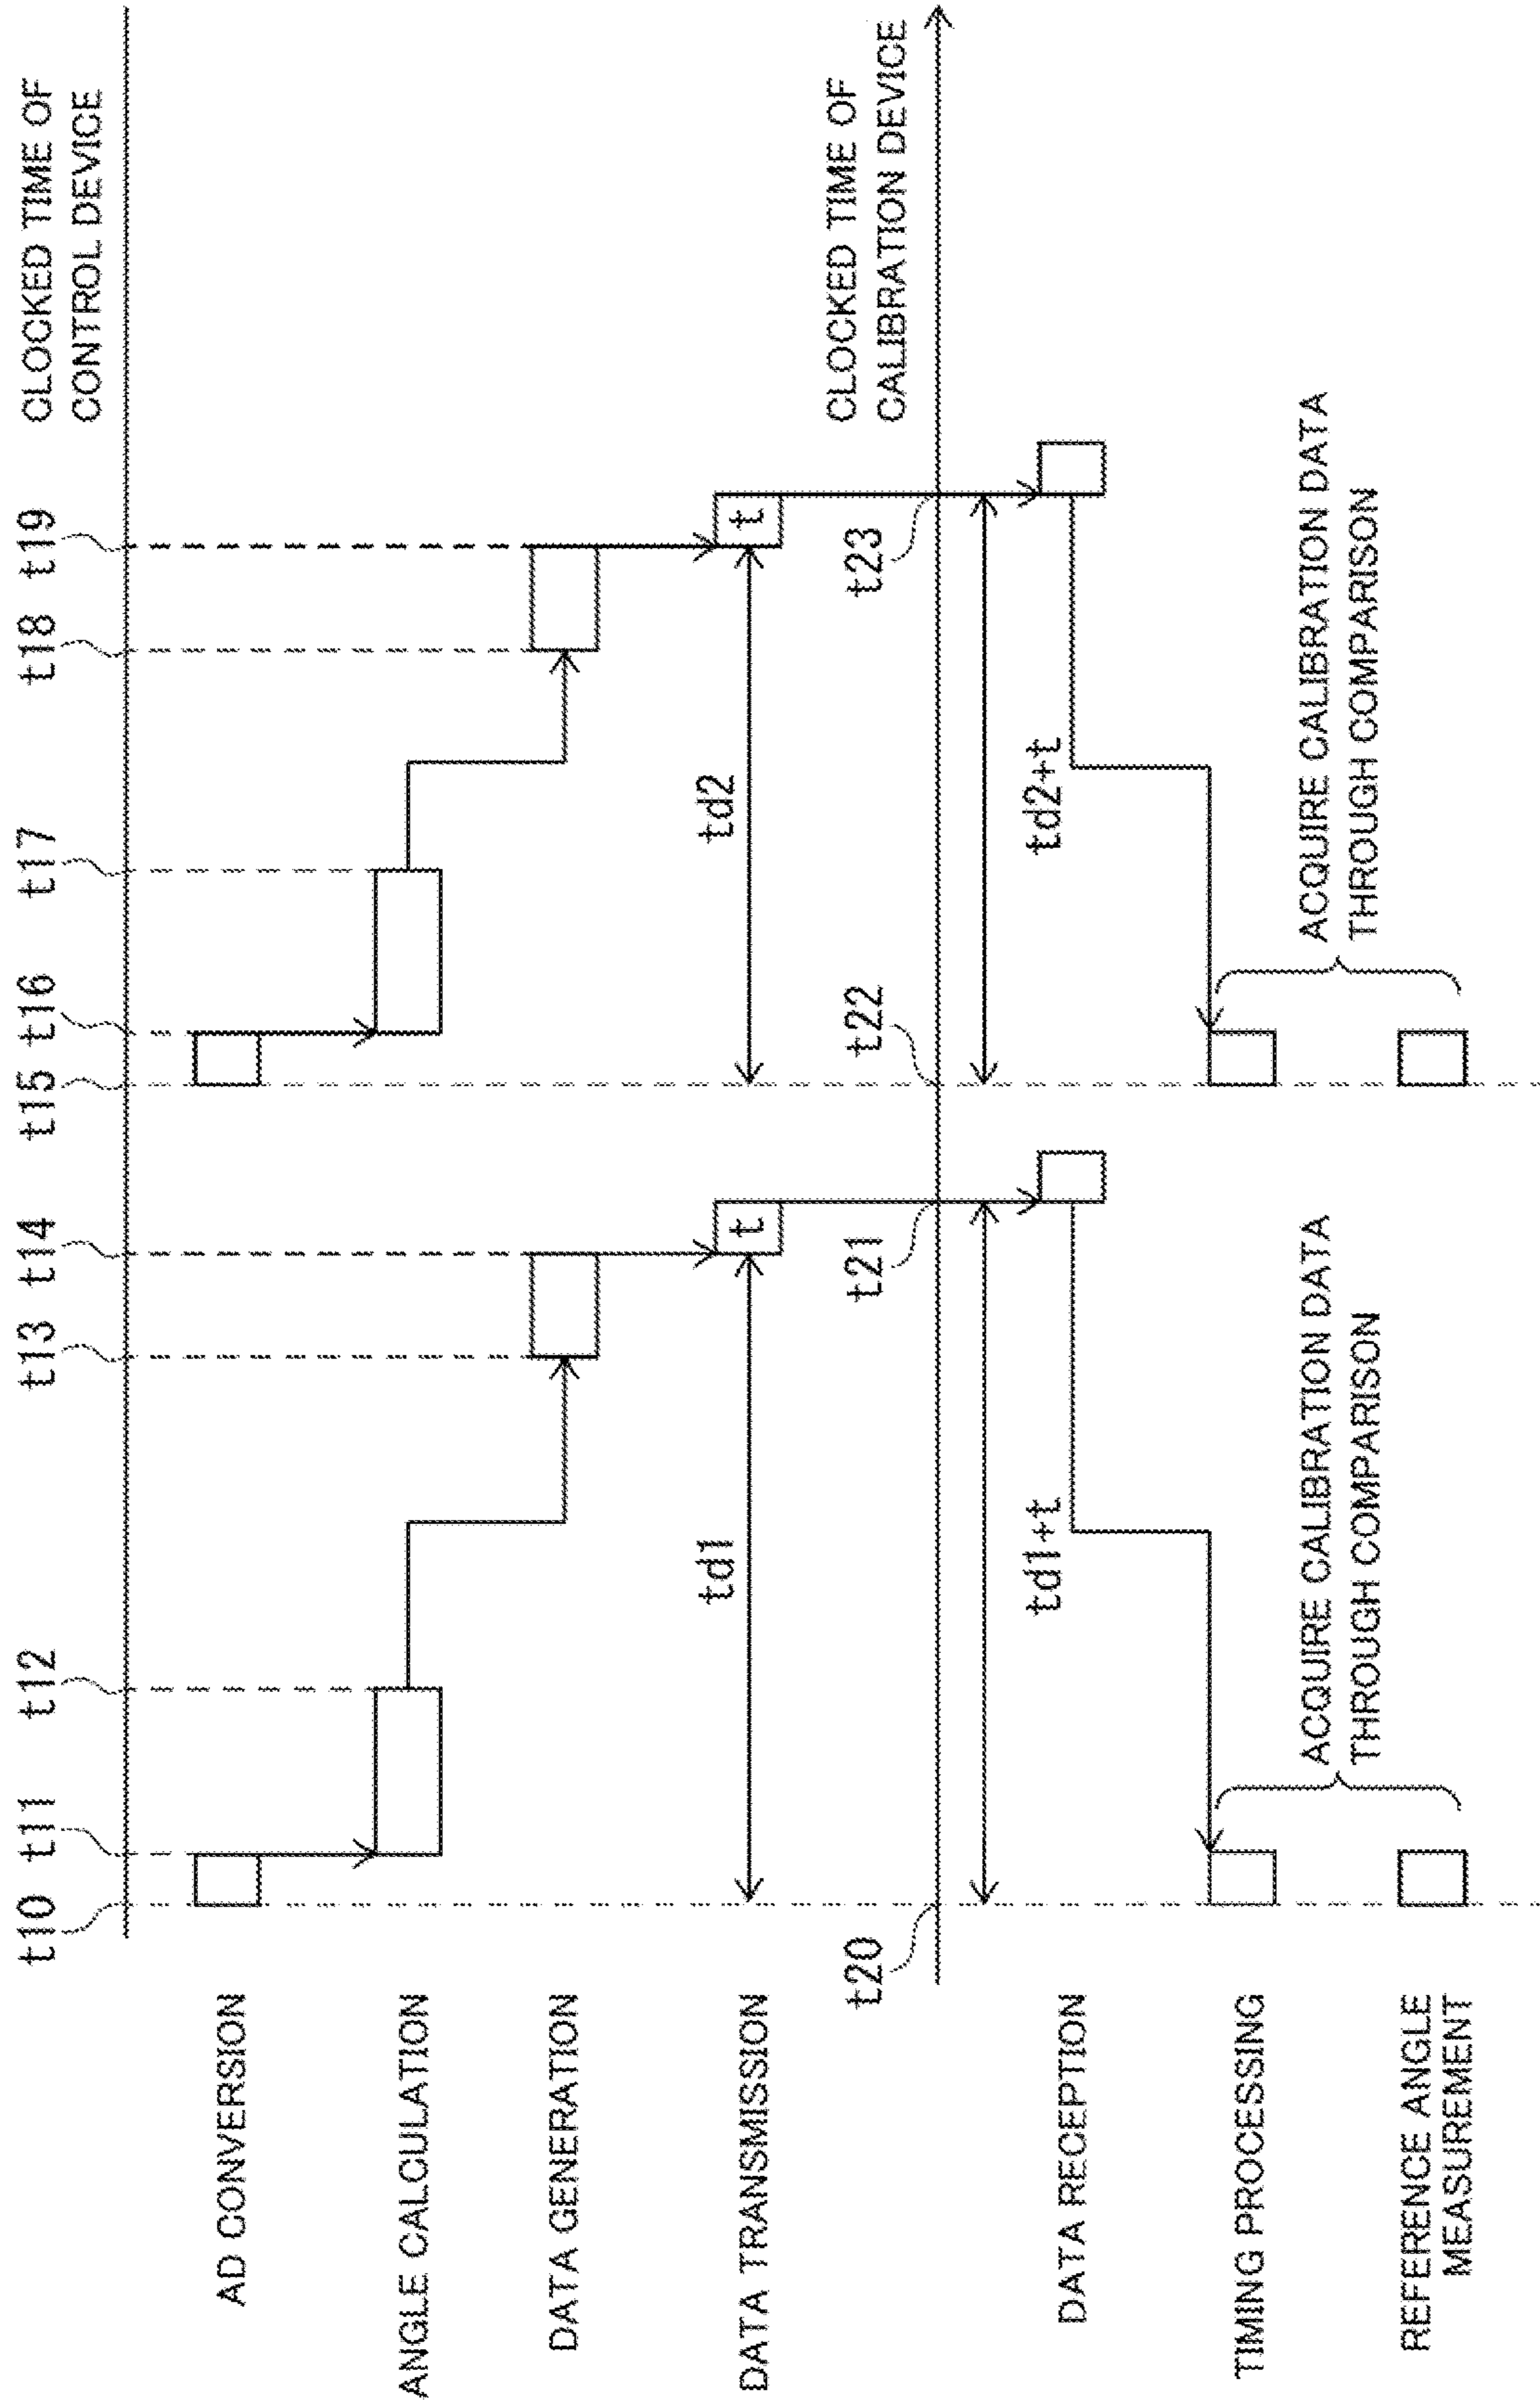 CLOCKED TIME OF
CONTROL DEVICE
t10
t11
t12
t13
t14
t15
t16
t17
t18
t19
AD CONVERSION
ANGLE CALCULATION
DATA GENERATION
DATA TRANSMISSION
td1
t
td2
t
CLOCKED TIME OF
CALIBRATION DEVICE
t20
t21
t22
t23
td1+t
td2+t
DATA RECEPTION
TIMING PROCESSING
REFERENCE ANGLE
MEASUREMENT
ACQUIRE CALIBRATION DATA
THROUGH COMPARISON
ACQUIRE CALIBRATION DATA
THROUGH COMPARISON